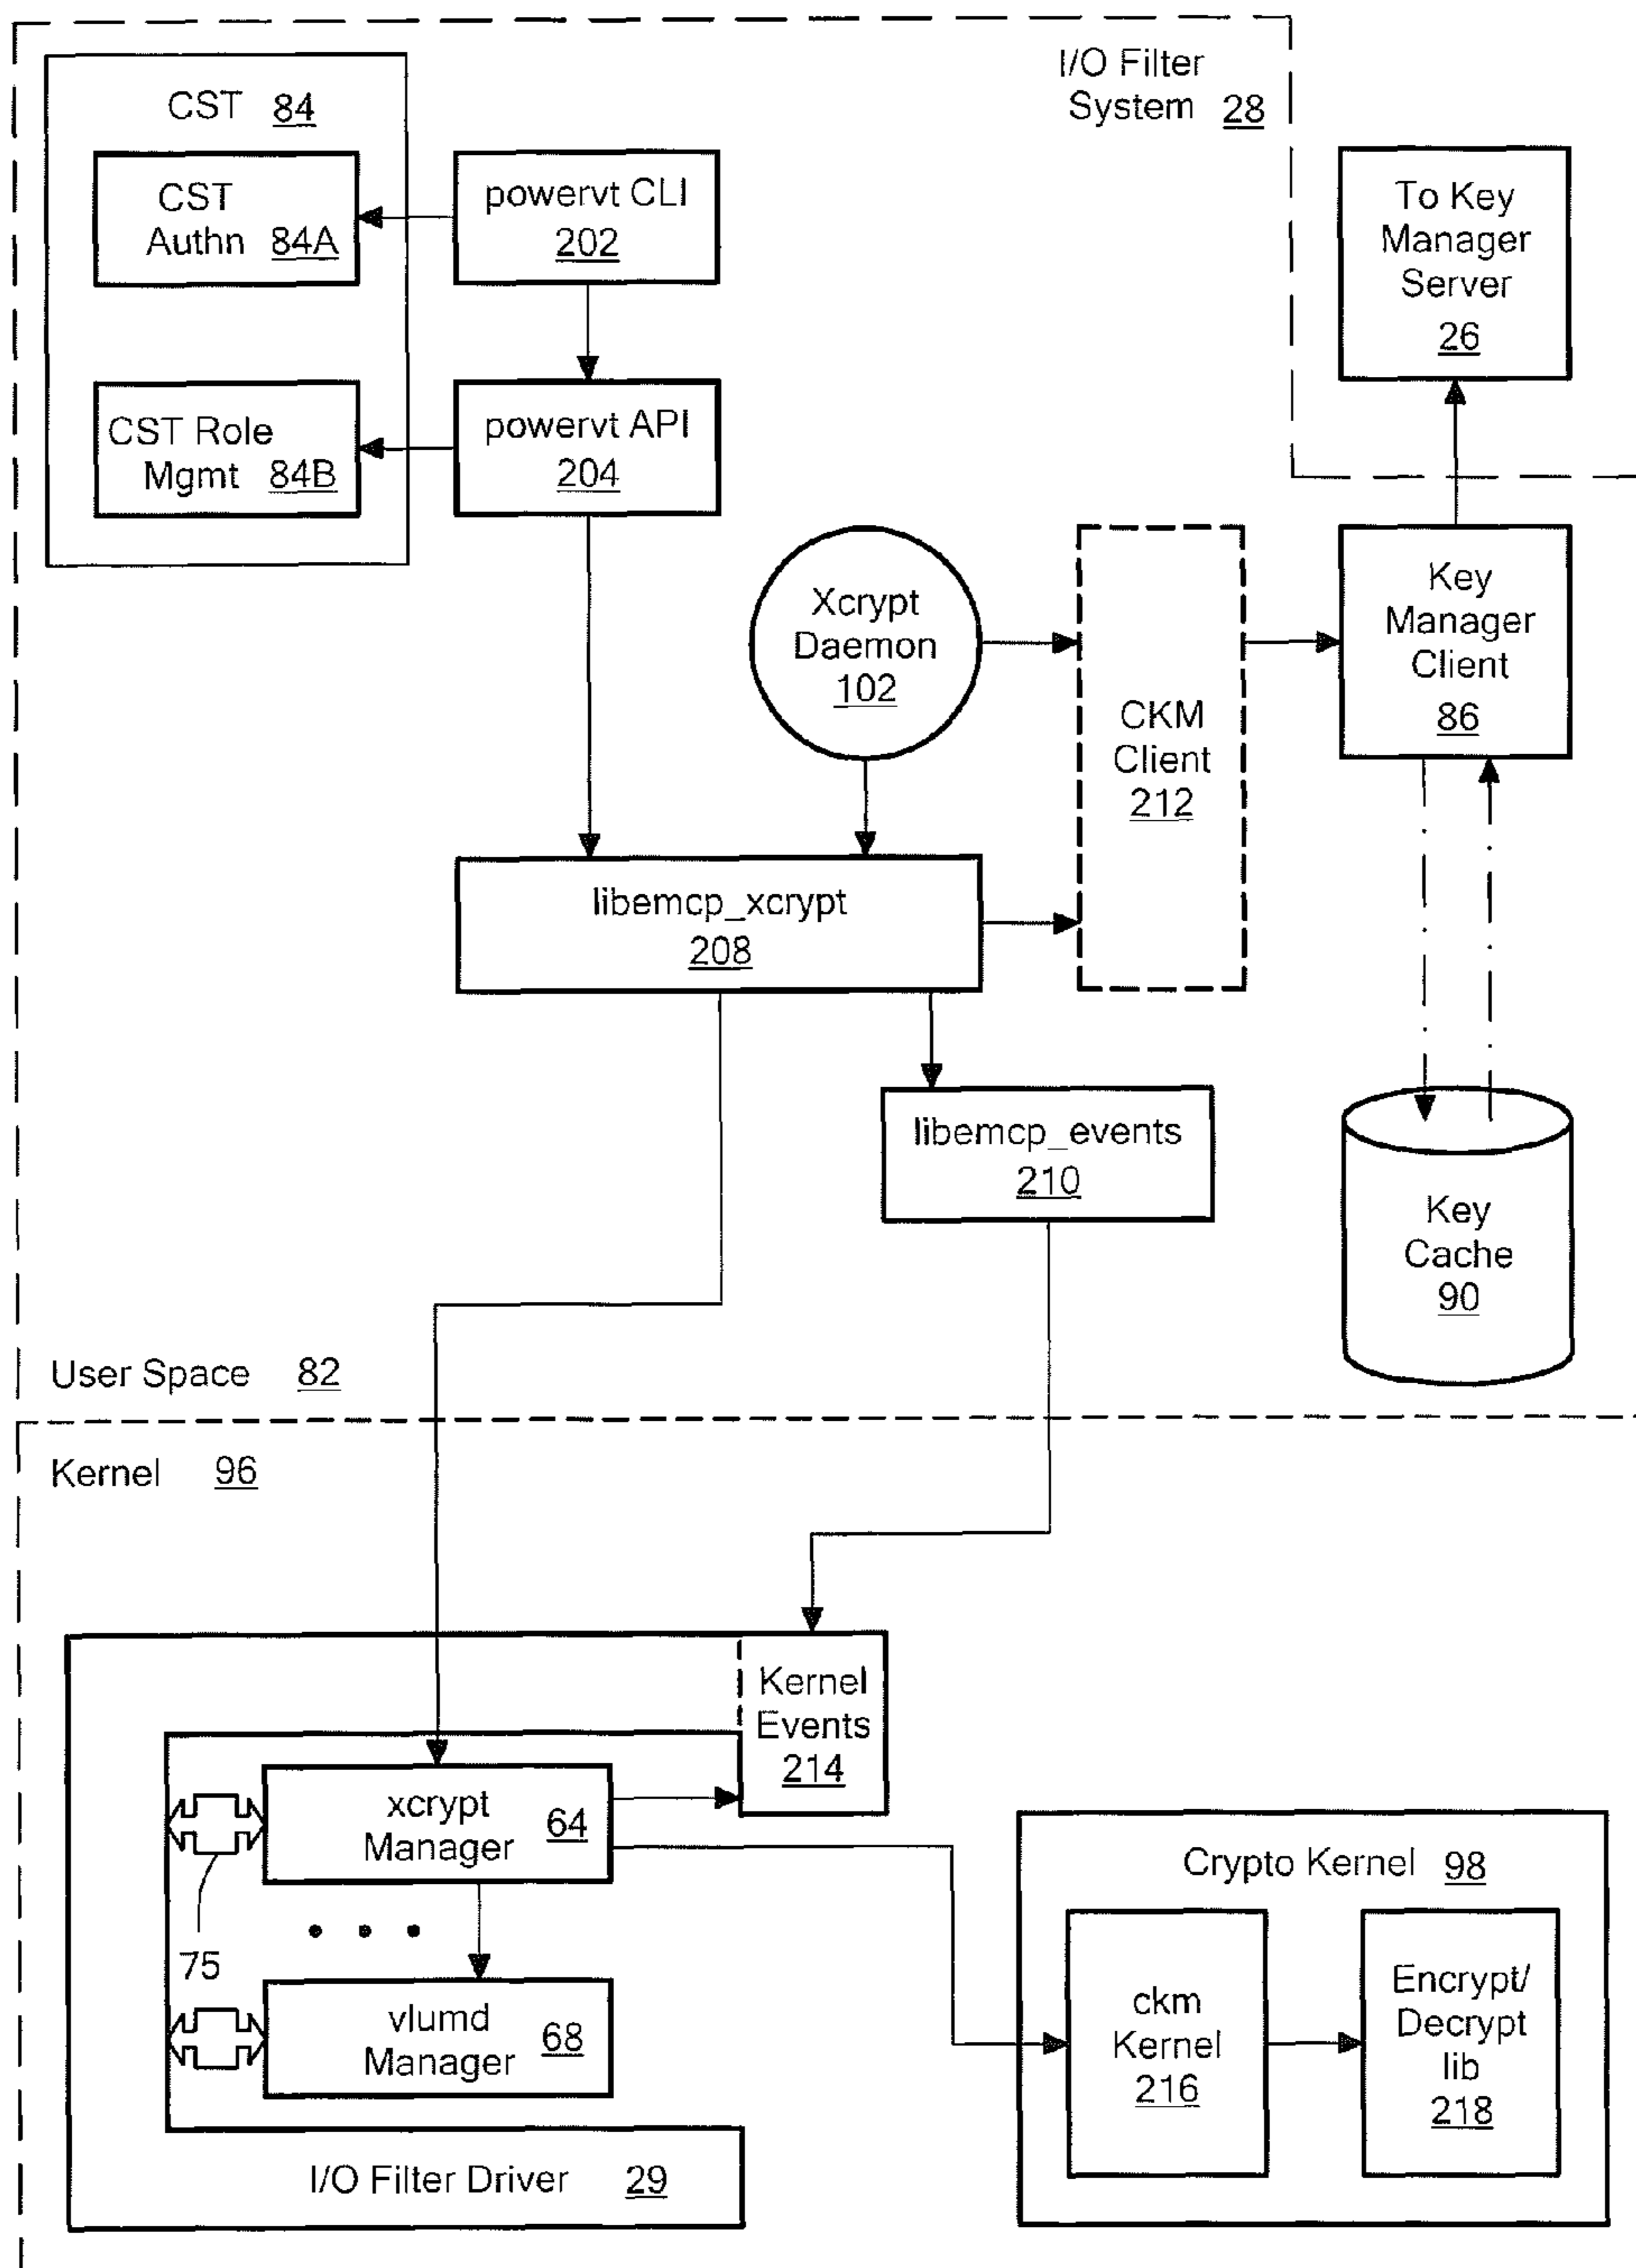 I/O Filter
System 28
CST 84
CST
Authn 84A
powervt CLI
202
To Key
Manager
Server
26
CST Role
Mgmt 84B
powervt API
204
Xcrypt
Daemon
102
CKM
Client
212
Key
Manager
Client
86
libemcp_xcrypt
208
libemcp_events
210
Key
Cache
90
User Space 82
Kernel 96
Kernel
Events
214
xcrypt
Manager 64
75
vlumd
Manager 68
I/O Filter Driver 29
Crypto Kernel 98
ckm
Kernel
216
Encrypt/
Decrypt
lib
218